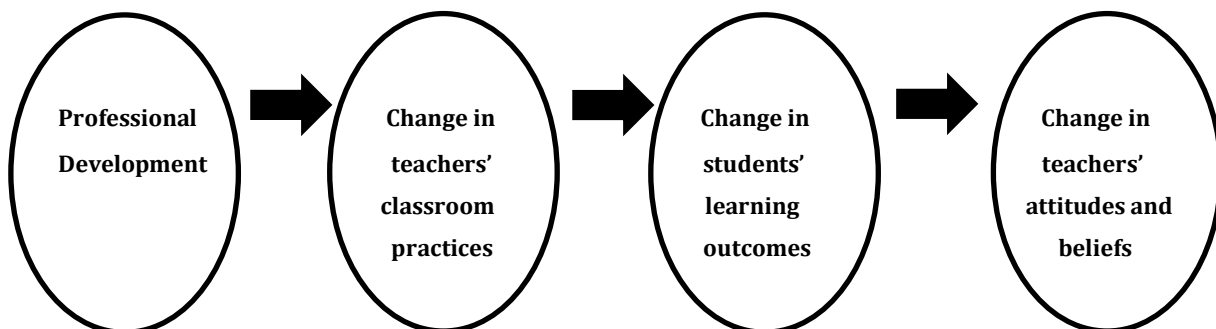 Professional
Development
Change in
teachers’
classroom
practices
Change in
students’
learning
outcomes
Change in
teachers’
attitudes and
beliefs